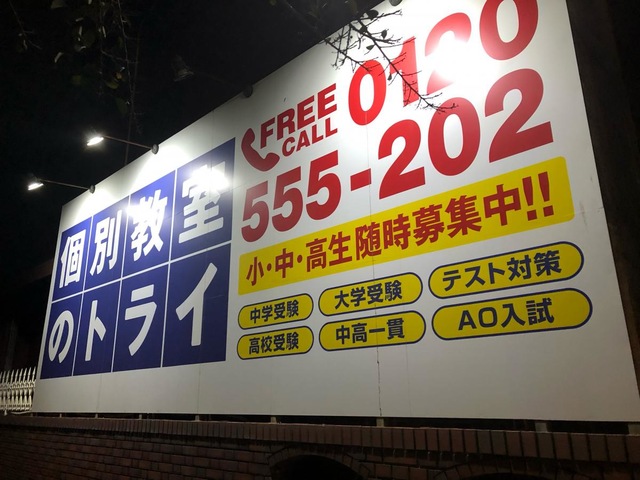 個別教室
のトライ
FREE
CALL
0120
555-202
小・中・高生随時募集中!!
中学受験
大学受験
テスト対策
高校受験
中高一貫
AO入試